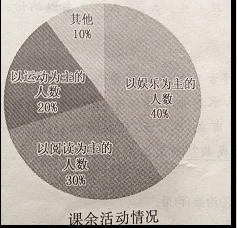 其他
10%
以运动为主的
人数
20%
以娱乐为主的
人数
40%
以阅读为主的
人数
30%
课余活动情况